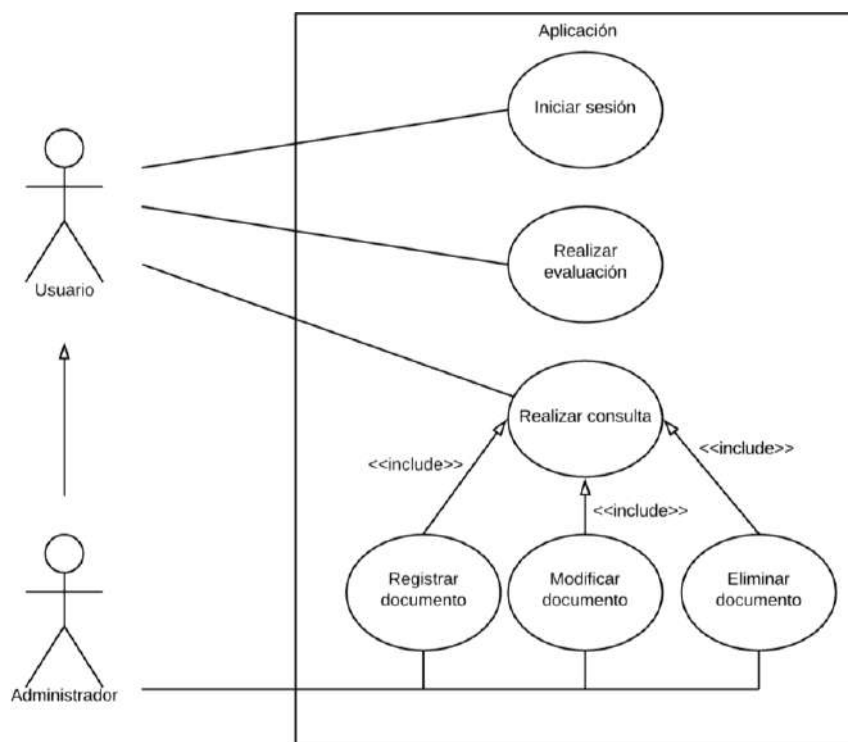 Aplicación
Iniciar sesión
Realizar
evaluación
Usuario
Realizar consulta
<<include>>
<<include>>
<<include>>
Registrar
documento
Modificar
documento
Eliminar
documento
Administrador